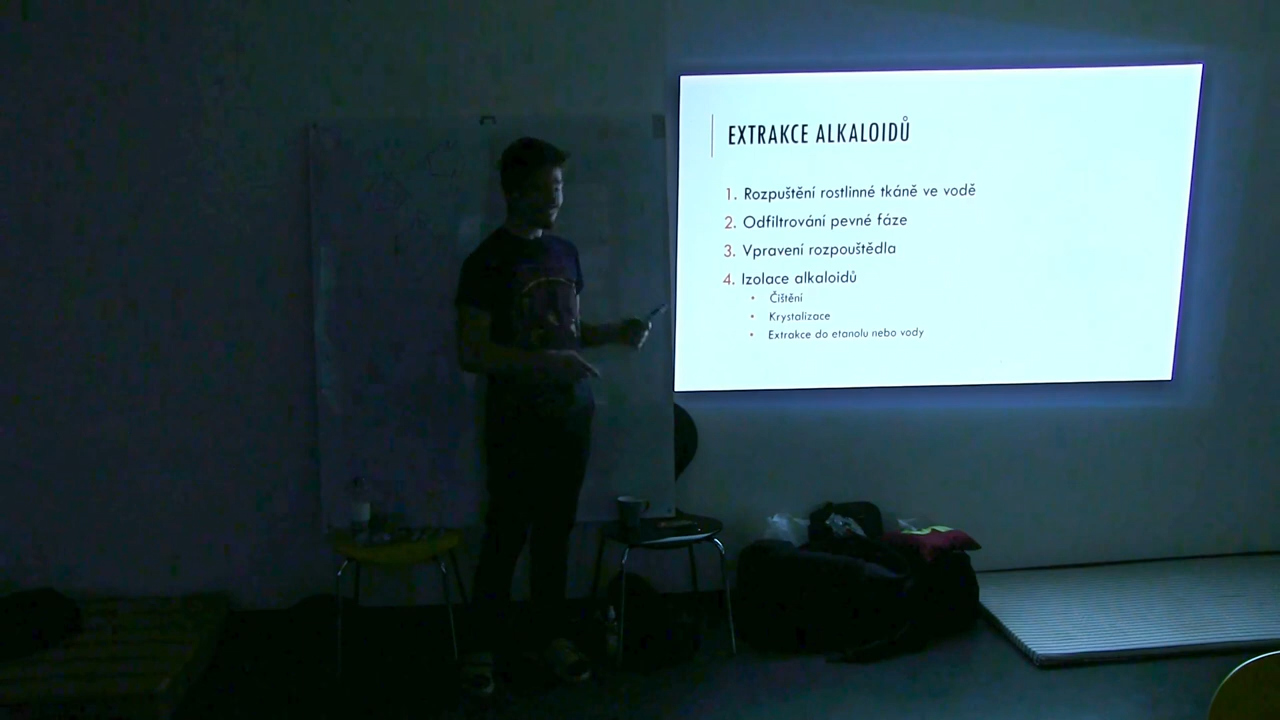 EXTRAKCE ALKALOIDŮ
1. Rozpuštění rostlinné tkáně ve vodě
2. Odfiltrování pevné fáze
3. Vpravení rozpouštědla
4. Izolace alkaloidů
• Čištění
• Krystalizace
• Extrakce do etanolu nebo vody